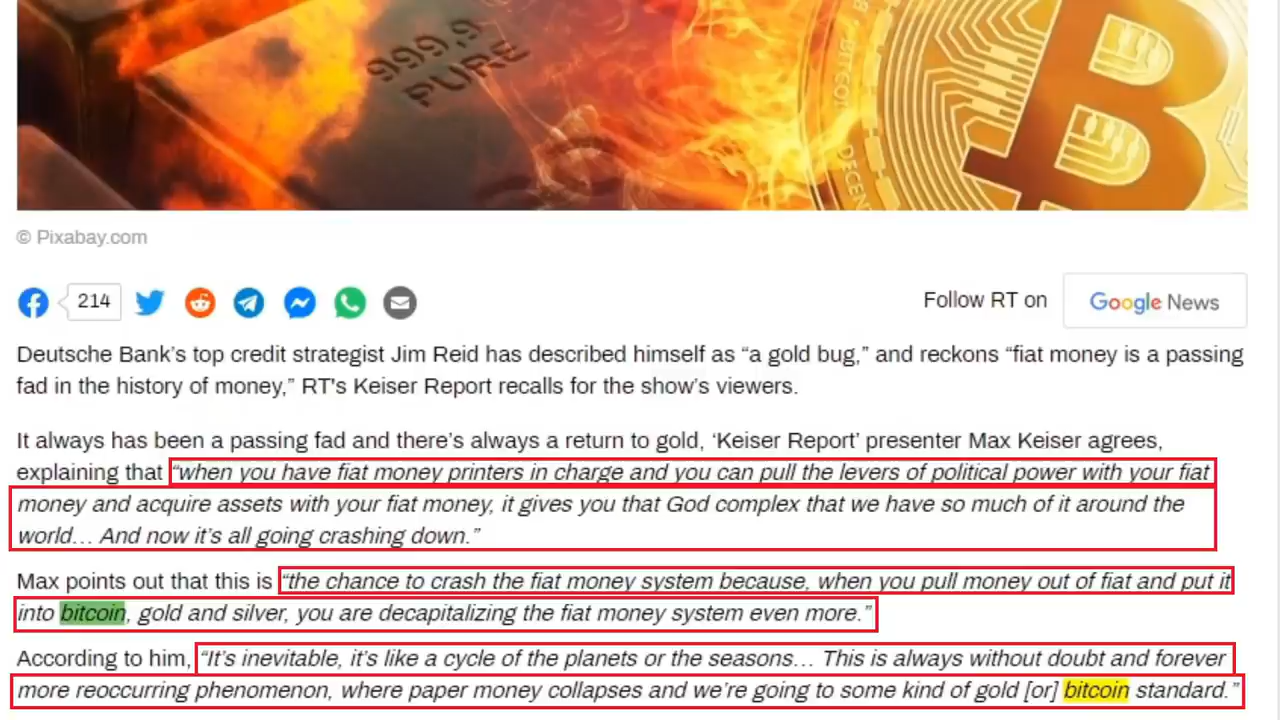 999,9
PURE
BITCOI
DECENT
© Pixabay.com
214
Follow RT on
Google News
Deutsche Bank’s top credit strategist Jim Reid has described himself as “a gold bug,” and reckons “fiat money is a passing
fad in the history of money,” RT's Keiser Report recalls for the show’s viewers.
It always has been a passing fad and there’s always a return to gold, ‘Keiser Report’ presenter Max Keiser agrees,
explaining that “when you have fiat money printers in charge and you can pull the levers of political power with your fiat
money and acquire assets with your fiat money, it gives you that God complex that we have so much of it around the
world… And now it’s all going crashing down.”
Max points out that this is “the chance to crash the fiat money system because, when you pull money out of fiat and put it
into bitcoin, gold and silver, you are decapitalizing the fiat money system even more.”
According to him, “It’s inevitable, it’s like a cycle of the planets or the seasons… This is always without doubt and forever
more reoccurring phenomenon, where paper money collapses and we’re going to some kind of gold [or] bitcoin standard.”